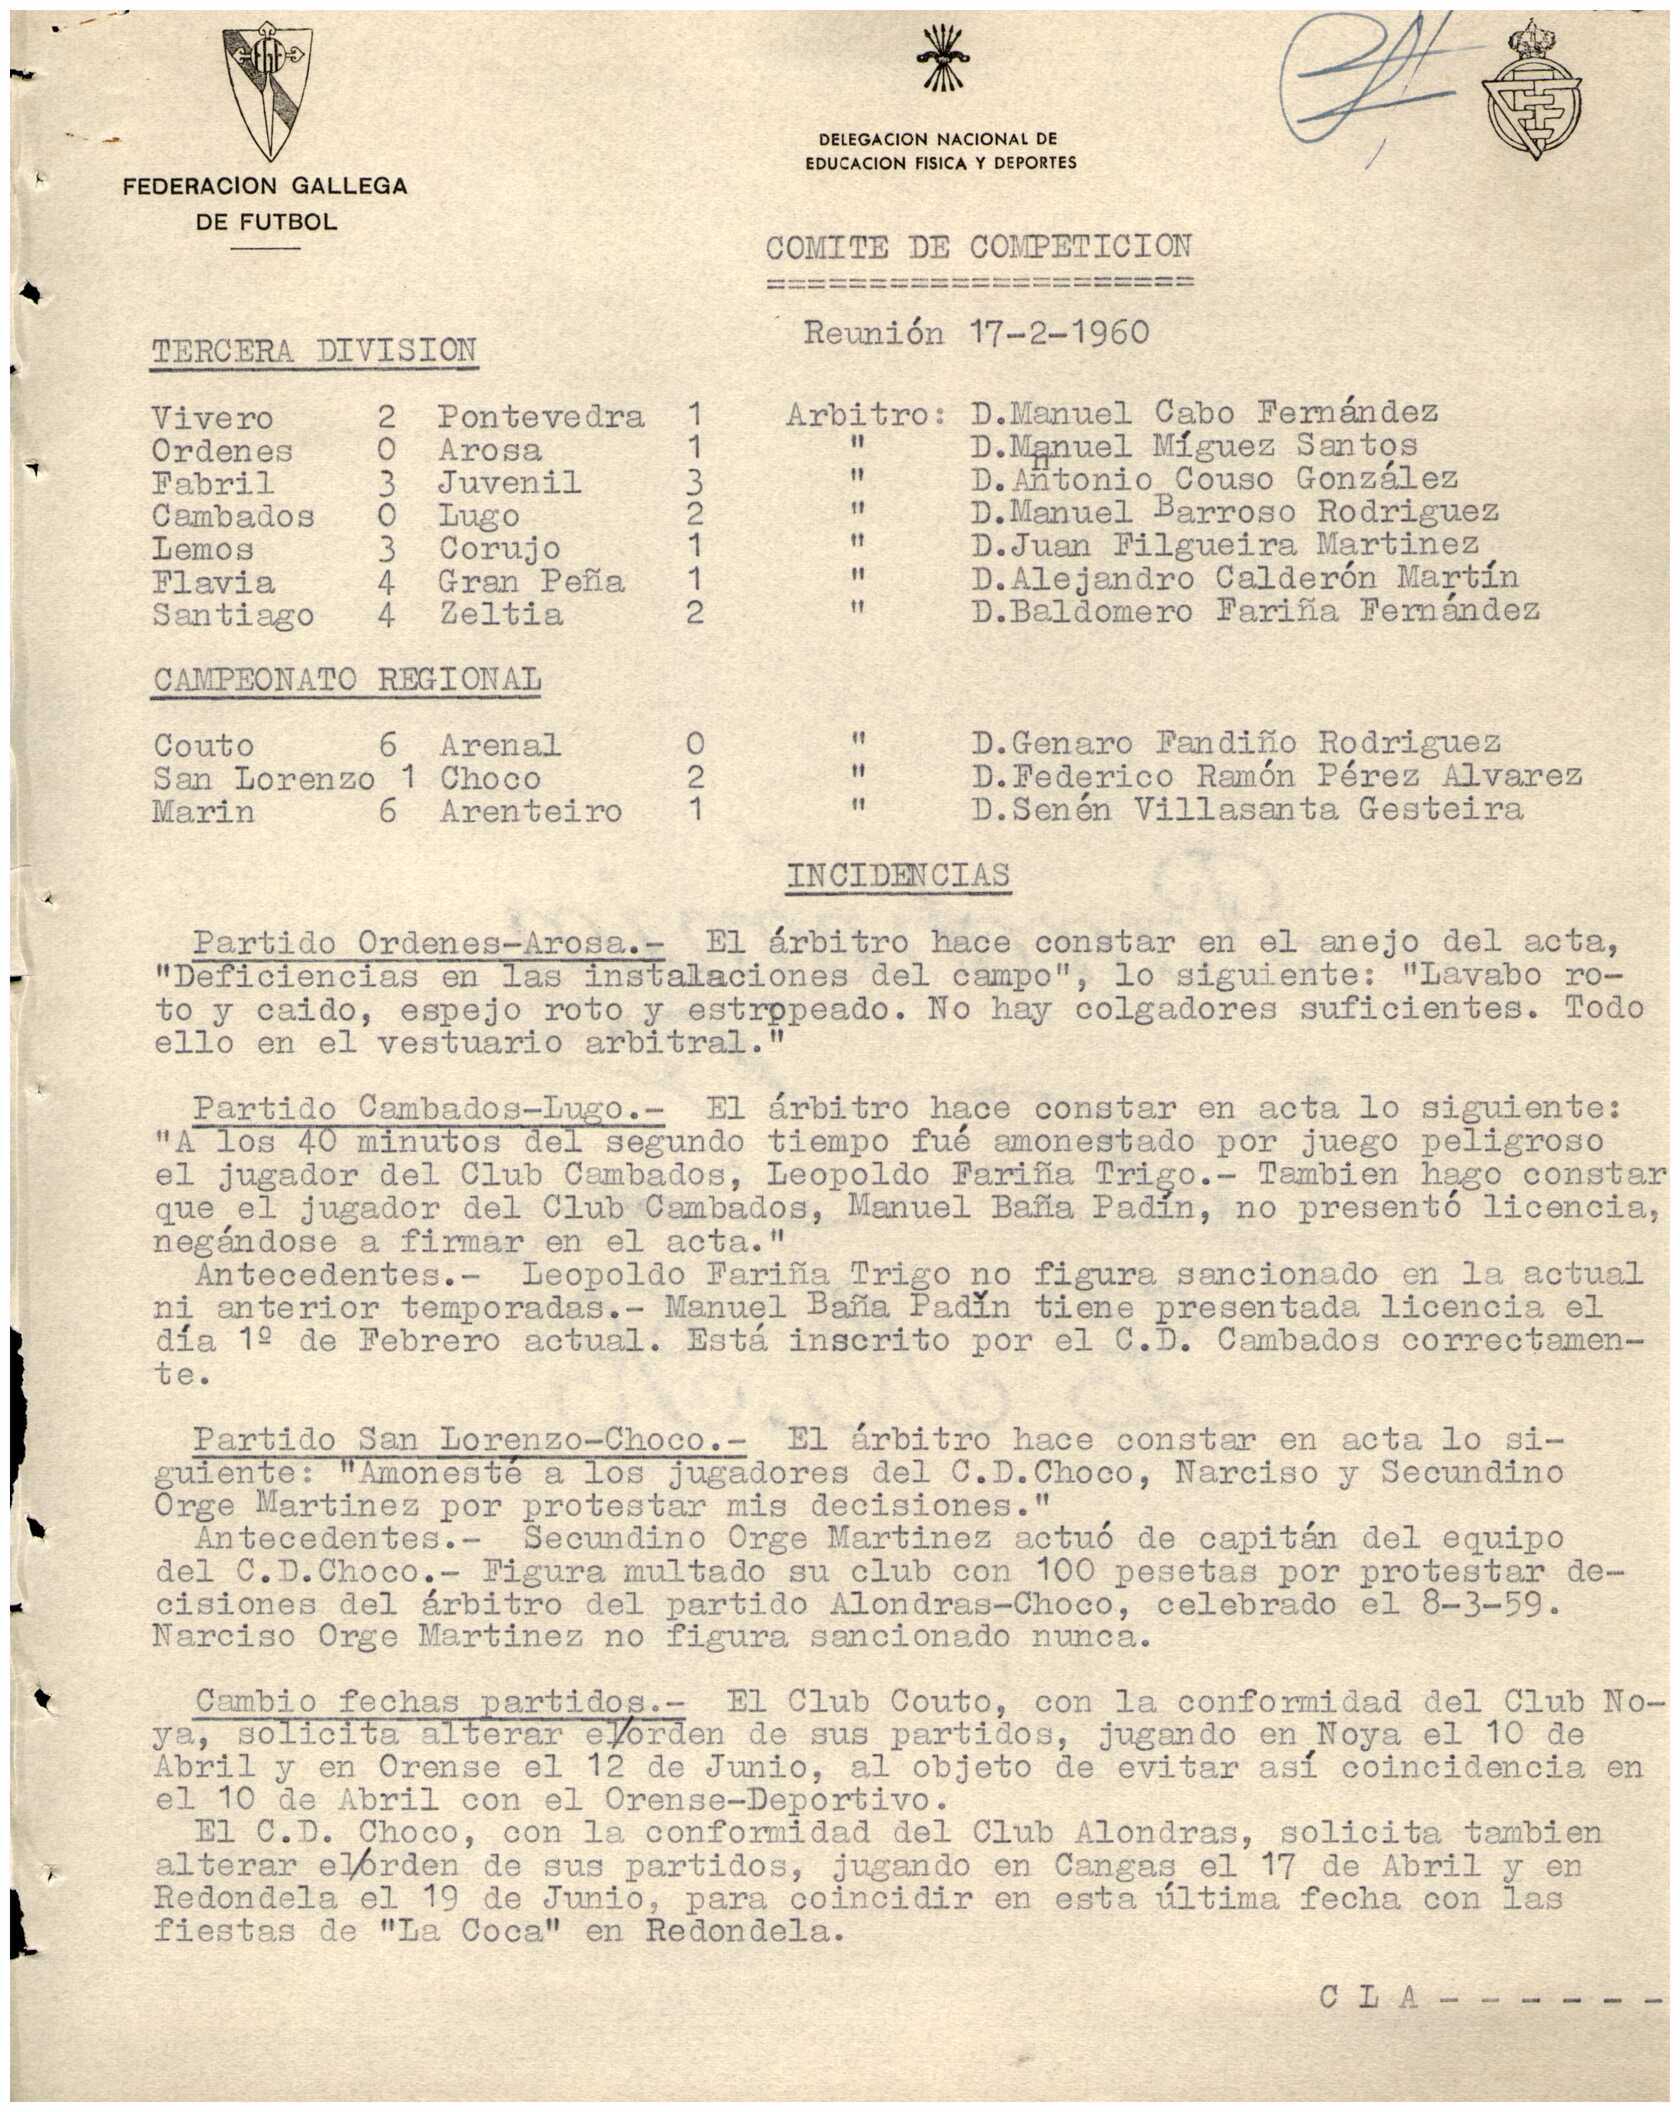 FEDERACION GALLEGA
DE FUTBOL
DELEGACION NACIONAL DE
EDUCACION FISICA Y DEPORTES
COMITE DE COMPETICION
=====================
Reunión 17-2-1960
TERCERA DIVISION
Vivero 2 Pontevedra 1 Arbitro: D.Manuel Cabo Fernández
Ordenes 0 Arosa 1 " D.Manuel Míguez Santos
Fabril 3 Juvenil 3 " D.Antonio Couso González
Cambados 0 Lugo 2 " D.Manuel Barroso Rodriguez
Lemos 3 Corujo 1 " D.Juan Filgueira Martinez
Flavia 4 Gran Peña 1 " D.Alejandro Calderón Martín
Santiago 4 Zeltia 2 " D.Baldomero Fariña Fernández
CAMPEONATO REGIONAL
Couto 6 Arenal 0 " D.Genaro Fandiño Rodriguez
San Lorenzo 1 Choco 2 " D.Federico Ramón Pérez Alvarez
Marin 6 Arenteiro 1 " D.Senén Villasanta Gesteira
INCIDENCIAS
Partido Ordenes-Arosa.- El árbitro hace constar en el anejo del acta,
"Deficiencias en las instalaciones del campo", lo siguiente: "Lavabo ro-
to y caido, espejo roto y estropeado. No hay colgadores suficientes. Todo
ello en el vestuario arbitral."
Partido Cambados-Lugo.- El árbitro hace constar en acta lo siguiente:
"A los 40 minutos del segundo tiempo fué amonestado por juego peligroso
el jugador del Club Cambados, Leopoldo Fariña Trigo.- Tambien hago constar
que el jugador del Club Cambados, Manuel Baña Padín, no presentó licencia,
negándose a firmar en el acta."
Antecedentes.- Leopoldo Fariña Trigo no figura sancionado en la actual
ni anterior temporadas.- Manuel Baña Padín tiene presentada licencia el
día 1º de Febrero actual. Está inscrito por el C.D. Cambados correctamen-
te.
Partido San Lorenzo-Choco.- El árbitro hace constar en acta lo si-
guiente: "Amonesté a los jugadores del C.D.Choco, Narciso y Secundino
Orge Martinez por protestar mis decisiones."
Antecedentes.- Secundino Orge Martinez actuó de capitán del equipo
del C.D.Choco.- Figura multado su club con 100 pesetas por protestar de-
cisiones del árbitro del partido Alondras-Choco, celebrado el 8-3-59.
Narciso Orge Martinez no figura sancionado nunca.
Cambio fechas partidos.- El Club Couto, con la conformidad del Club No-
ya, solicita alterar el/orden de sus partidos, jugando en Noya el 10 de
Abril y en Orense el 12 de Junio, al objeto de evitar así coincidencia en
el 10 de Abril con el Orense-Deportivo.
El C.D. Choco, con la conformidad del Club Alondras, solicita tambien
alterar el/orden de sus partidos, jugando en Cangas el 17 de Abril y en
Redondela el 19 de Junio, para coincidir en esta última fecha con las
fiestas de "La Coca" en Redondela.
C L A - - - - - -